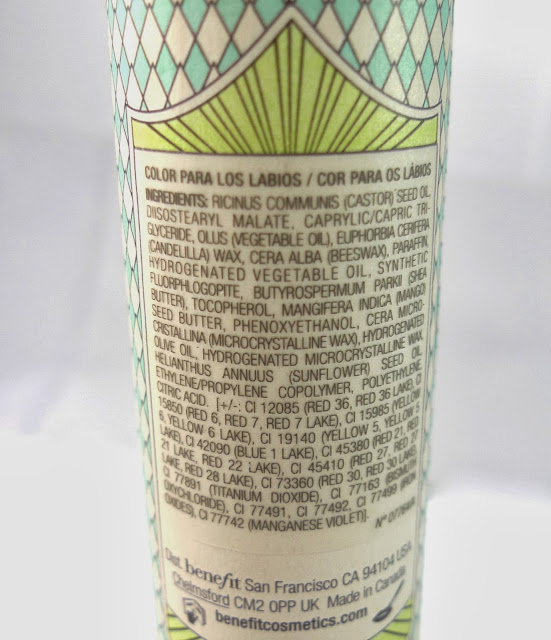 COLOR PARA LOS LABIOS / COR PARA OS LÁBIOS
INGREDIENTS: RICINUS COMMUNIS (CASTOR) SEED OIL,
DIISOSTEARYL MALATE, CAPRYLIC/CAPRIC TRI-
GLYCERIDE, OLUS (VEGETABLE OIL), EUPHORBIA CERIFERA
(CANDELILLA) WAX, CERA ALBA (BEESWAX), PARAFFIN,
HYDROGENATED VEGETABLE OIL, SYNTHETIC
FLUORPHLOGOPITE, BUTYROSPERMUM PARKII (SHEA
BUTTER), TOCOPHEROL, MANGIFERA INDICA (MANGO)
SEED BUTTER, PHENOXYETHANOL, CERA MICRO-
CRISTALLINA (MICROCRYSTALLINE WAX), HYDROGENATED
OLIVE OIL, HYDROGENATED MICROCRYSTALLINE WAX,
HELIANTHUS ANNUUS (SUNFLOWER) SEED OIL,
ETHYLENE/PROPYLENE COPOLYMER, POLYETHYLENE,
CITRIC ACID. [+/-: CI 12085 (RED 36, RED 36 LAKE), CI
15850 (RED 6, RED 7, RED 7 LAKE), CI 15985 (YELLOW
6, YELLOW 6 LAKE), CI 19140 (YELLOW 5, YELLOW 5
LAKE), CI 42090 (BLUE 1 LAKE), CI 45380 (RED 21, RED
21 LAKE, RED 22 LAKE), CI 45410 (RED 27, RED 27
LAKE, RED 28 LAKE), CI 73360 (RED 30, RED 30 LAKE),
CI 77891 (TITANIUM DIOXIDE), CI 77163 (BISMUTH
OXYCHLORIDE), CI 77491, CI 77492, CI 77499 (IRON
OXIDES), CI 77742 (MANGANESE VIOLET)].
N°
Dist. benefit San Francisco CA 94104 USA
Chelmsford CM2 0PP UK Made in Canada
benefitcosmetics.com